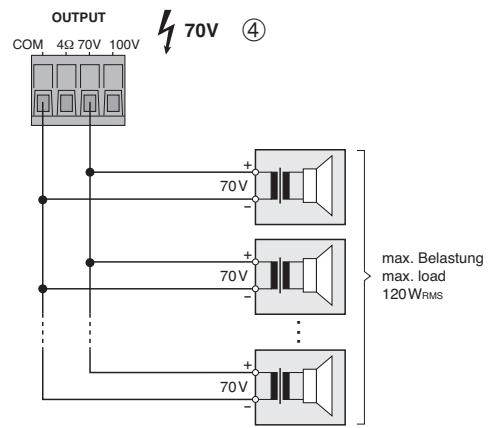 OUTPUT
70V ④
COM 4Ω 70V 100V
+
70V
–
+
70V
–
max. Belastung
max. load
120WRMS
+
70V
–